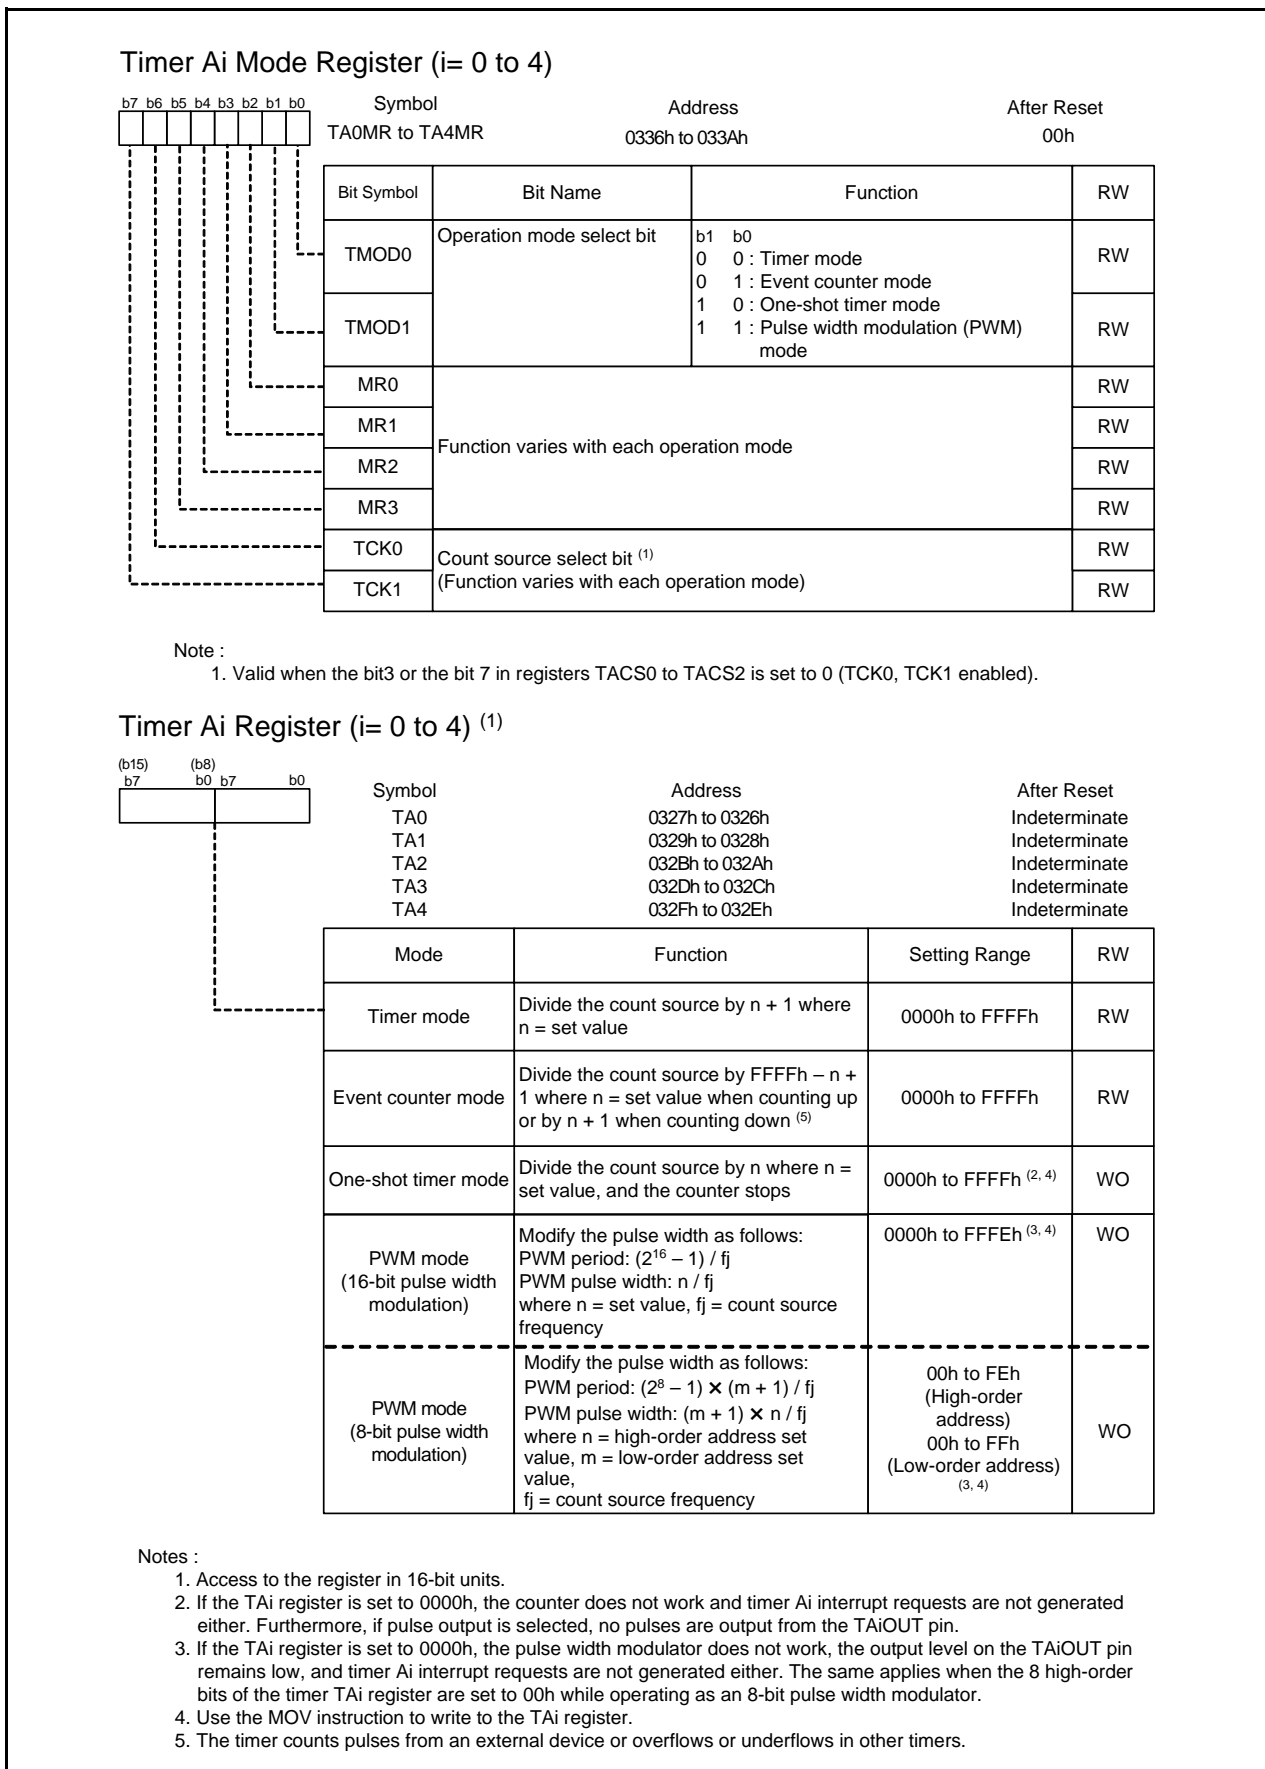 Timer Ai Mode Register (i= 0 to 4)
b7 b6 b5 b4 b3 b2 b1 b0
Symbol Address After Reset
TA0MR to TA4MR 0336h to 033Ah 00h
Bit Symbol Bit Name Function RW
TMOD0 Operation mode select bit b1 b0 RW
0 0 : Timer mode
0 1 : Event counter mode
1 0 : One-shot timer mode
TMOD1 1 1 : Pulse width modulation (PWM) RW
mode
MR0 RW
MR1 RW
Function varies with each operation mode
MR2 RW
MR3 RW
TCK0 Count source select bit (1) RW
TCK1 (Function varies with each operation mode) RW
Note :
1. Valid when the bit3 or the bit 7 in registers TACS0 to TACS2 is set to 0 (TCK0, TCK1 enabled).
Timer Ai Register (i= 0 to 4) (1)
(b15) (b8)
b7 b0 b7 b0
Symbol Address After Reset
TA0 0327h to 0326h Indeterminate
TA1 0329h to 0328h Indeterminate
TA2 032Bh to 032Ah Indeterminate
TA3 032Dh to 032Ch Indeterminate
TA4 032Fh to 032Eh Indeterminate
Mode Function Setting Range RW
Timer mode Divide the count source by n + 1 where 0000h to FFFFh RW
n = set value
Event counter mode Divide the count source by FFFFh – n + 0000h to FFFFh RW
1 where n = set value when counting up
or by n + 1 when counting down (5)
One-shot timer mode Divide the count source by n where n = 0000h to FFFFh (2, 4) WO
set value, and the counter stops
PWM mode Modify the pulse width as follows: 0000h to FFFEh (3, 4) WO
(16-bit pulse width PWM period: (2^16 – 1) / fj
modulation) PWM pulse width: n / fj
where n = set value, fj = count source
frequency
PWM mode Modify the pulse width as follows: 00h to FEh WO
(8-bit pulse width PWM period: (2^8 – 1) × (m + 1) / fj (High-order
modulation) PWM pulse width: (m + 1) × n / fj address)
where n = high-order address set 00h to FFh
value, m = low-order address set (Low-order address)
value, (3, 4)
fj = count source frequency
Notes :
1. Access to the register in 16-bit units.
2. If the TAi register is set to 0000h, the counter does not work and timer Ai interrupt requests are not generated
either. Furthermore, if pulse output is selected, no pulses are output from the TAiOUT pin.
3. If the TAi register is set to 0000h, the pulse width modulator does not work, the output level on the TAiOUT pin
remains low, and timer Ai interrupt requests are not generated either. The same applies when the 8 high-order
bits of the timer TAi register are set to 00h while operating as an 8-bit pulse width modulator.
4. Use the MOV instruction to write to the TAi register.
5. The timer counts pulses from an external device or overflows or underflows in other timers.